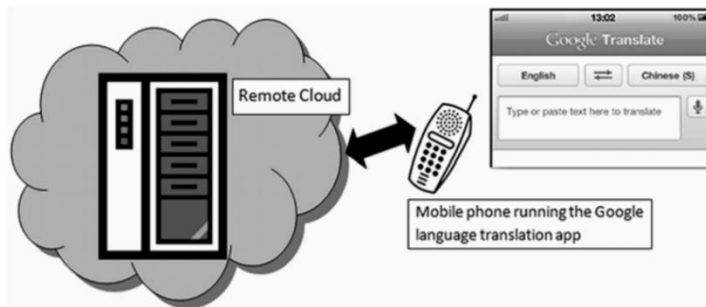 Remote Cloud
13:02
100%
Google Translate
English
Chinese (S)
Type or paste text here to translate
Mobile phone running the Google
language translation app